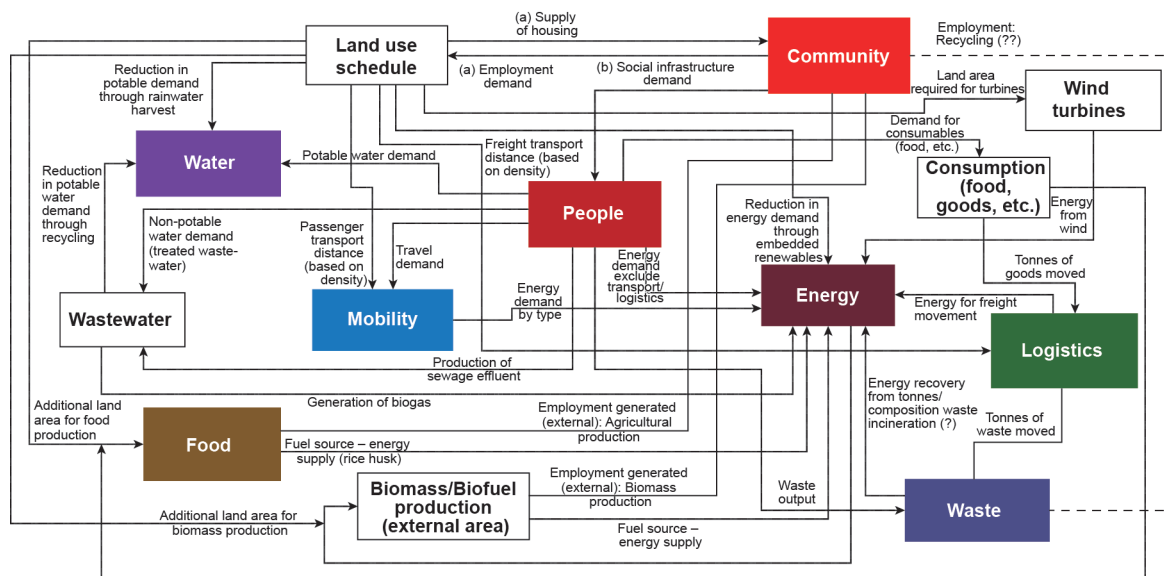 (a) Supply
of housing
Land use
schedule
Community
Employment:
Recycling (??)
Reduction in
potable demand
through rainwater
harvest
(a) Employment
demand
(b) Social infrastructure
demand
Land area
required for turbines
Wind
turbines
Demand for
consumables
(food, etc.)
Water
Potable water demand
Freight transport
distance (based
on density)
Consumption
(food,
goods, etc.)
Reduction
in potable
water
demand
through
recycling
People
Non-potable
water demand
(treated waste-
water)
Passenger
transport
distance
(based on
density)
Travel
demand
Energy
demand
exclude
transport/
logistics
Reduction in
energy demand
through
embedded
renewables
Energy
from
wind
Tonnes of
goods moved
Wastewater
Mobility
Energy
demand
by type
Energy
Energy for freight
movement
Logistics
Production of
sewage effluent
Generation of biogas
Energy recovery
from tonnes/
composition waste
incineration (?)
Tonnes of
waste moved
Additional land
area for food
production
Food
Employment generated
(external): Agricultural
production
Fuel source – energy
supply (rice husk)
Biomass/Biofuel
production
(external area)
Employment generated
(external): Biomass
production
Waste
output
Waste
Additional land area for
biomass production
Fuel source –
energy supply